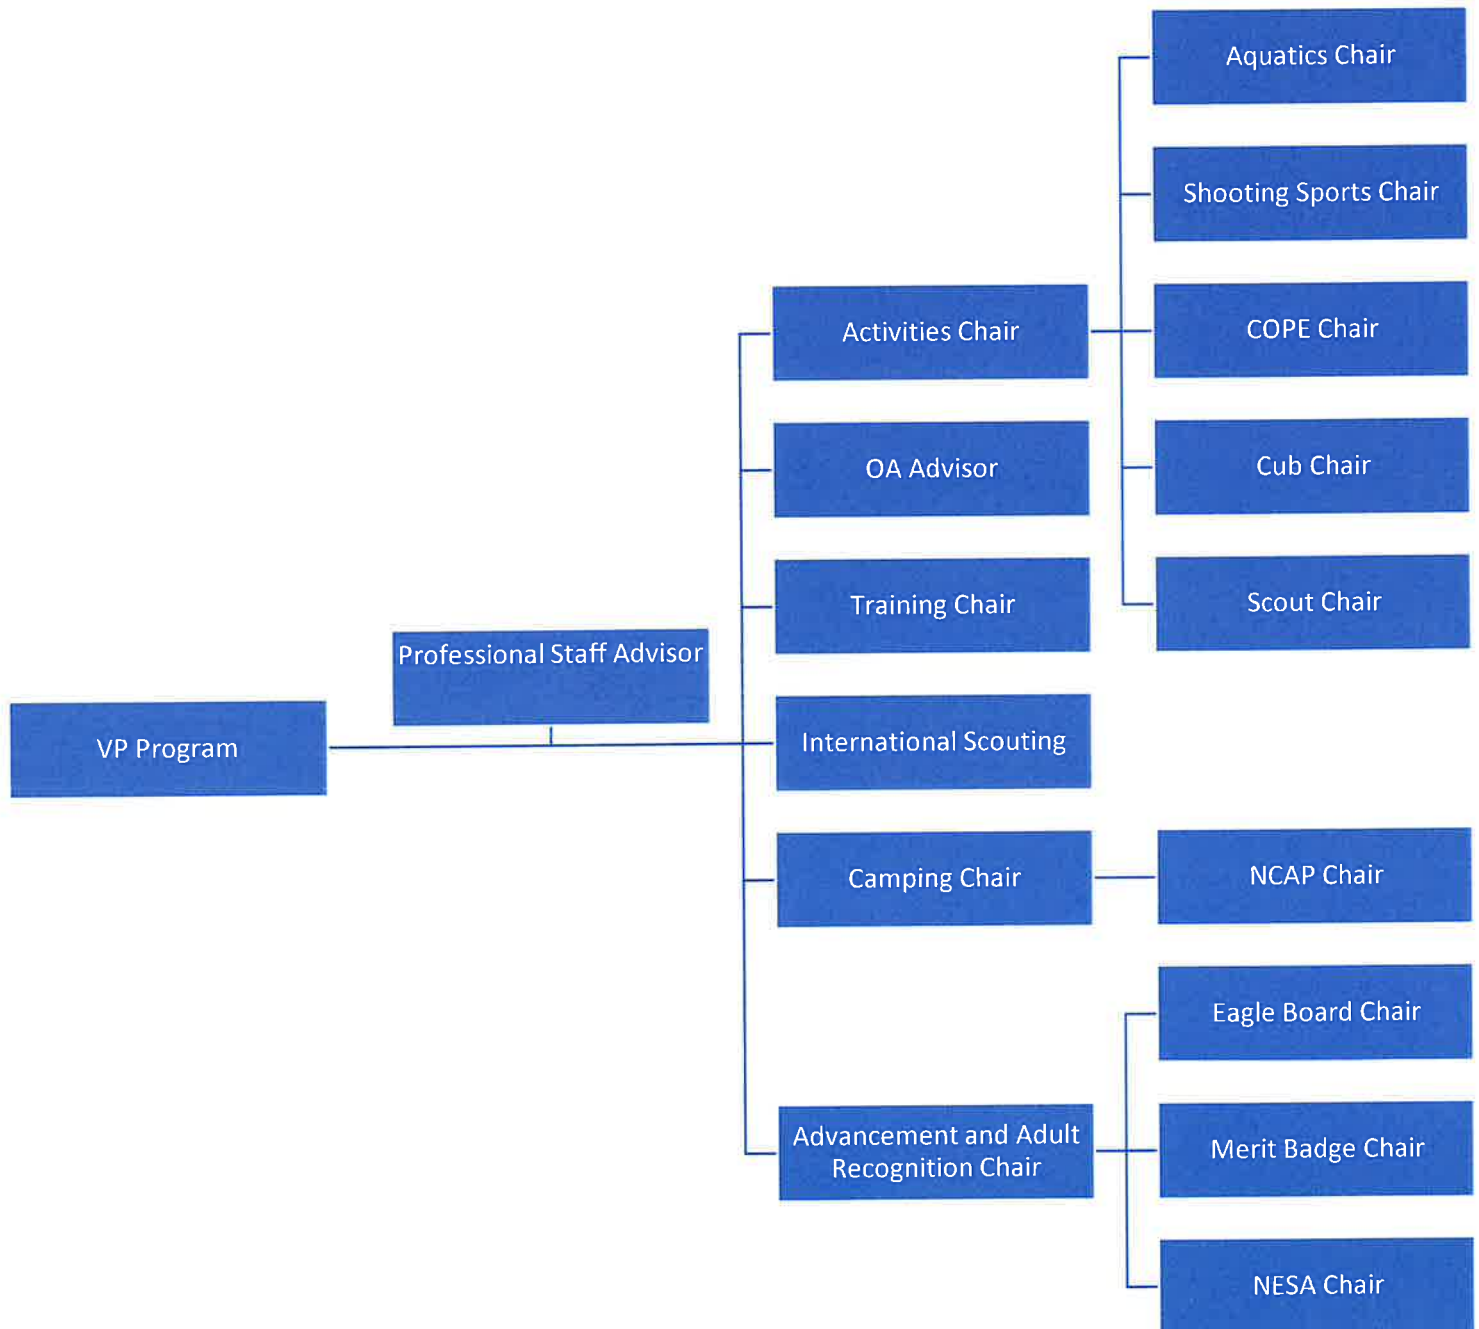 Aquatics Chair
Shooting Sports Chair
Activities Chair
COPE Chair
OA Advisor
Cub Chair
Training Chair
Scout Chair
Professional Staff Advisor
VP Program
International Scouting
Camping Chair
NCAP Chair
Eagle Board Chair
Advancement and Adult
Recognition Chair
Merit Badge Chair
NESA Chair